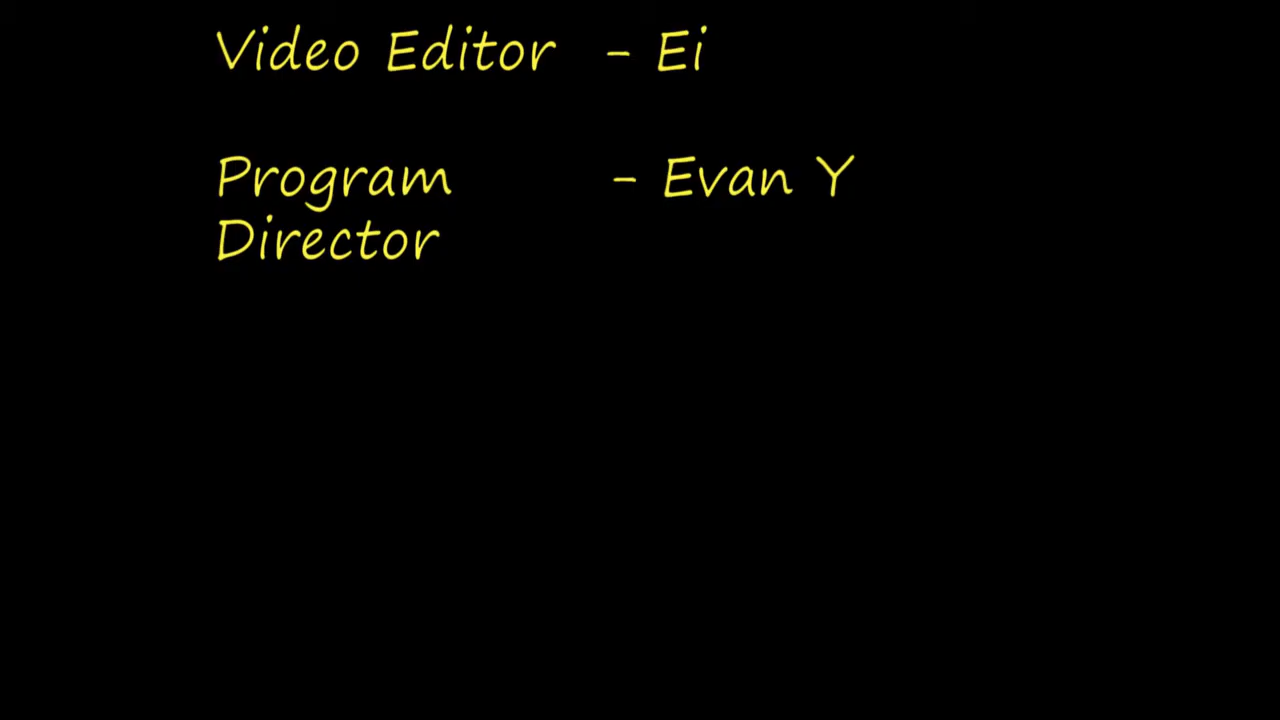 Video Editor - Ei
Program - Evan Y
Director